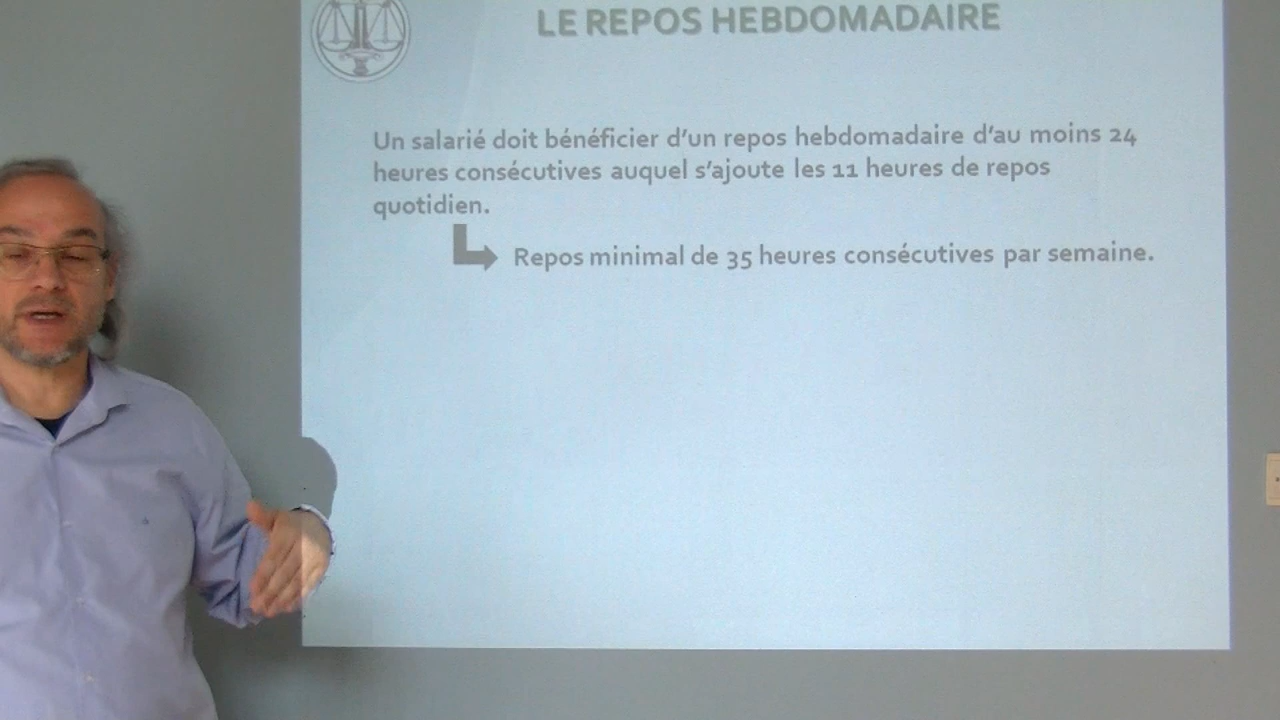 LE REPOS HEBDOMADAIRE
Un salarié doit bénéficier d'un repos hebdomadaire d'au moins 24
heures consécutives auquel s'ajoute les 11 heures de repos
quotidien.
Repos minimal de 35 heures consécutives par semaine.